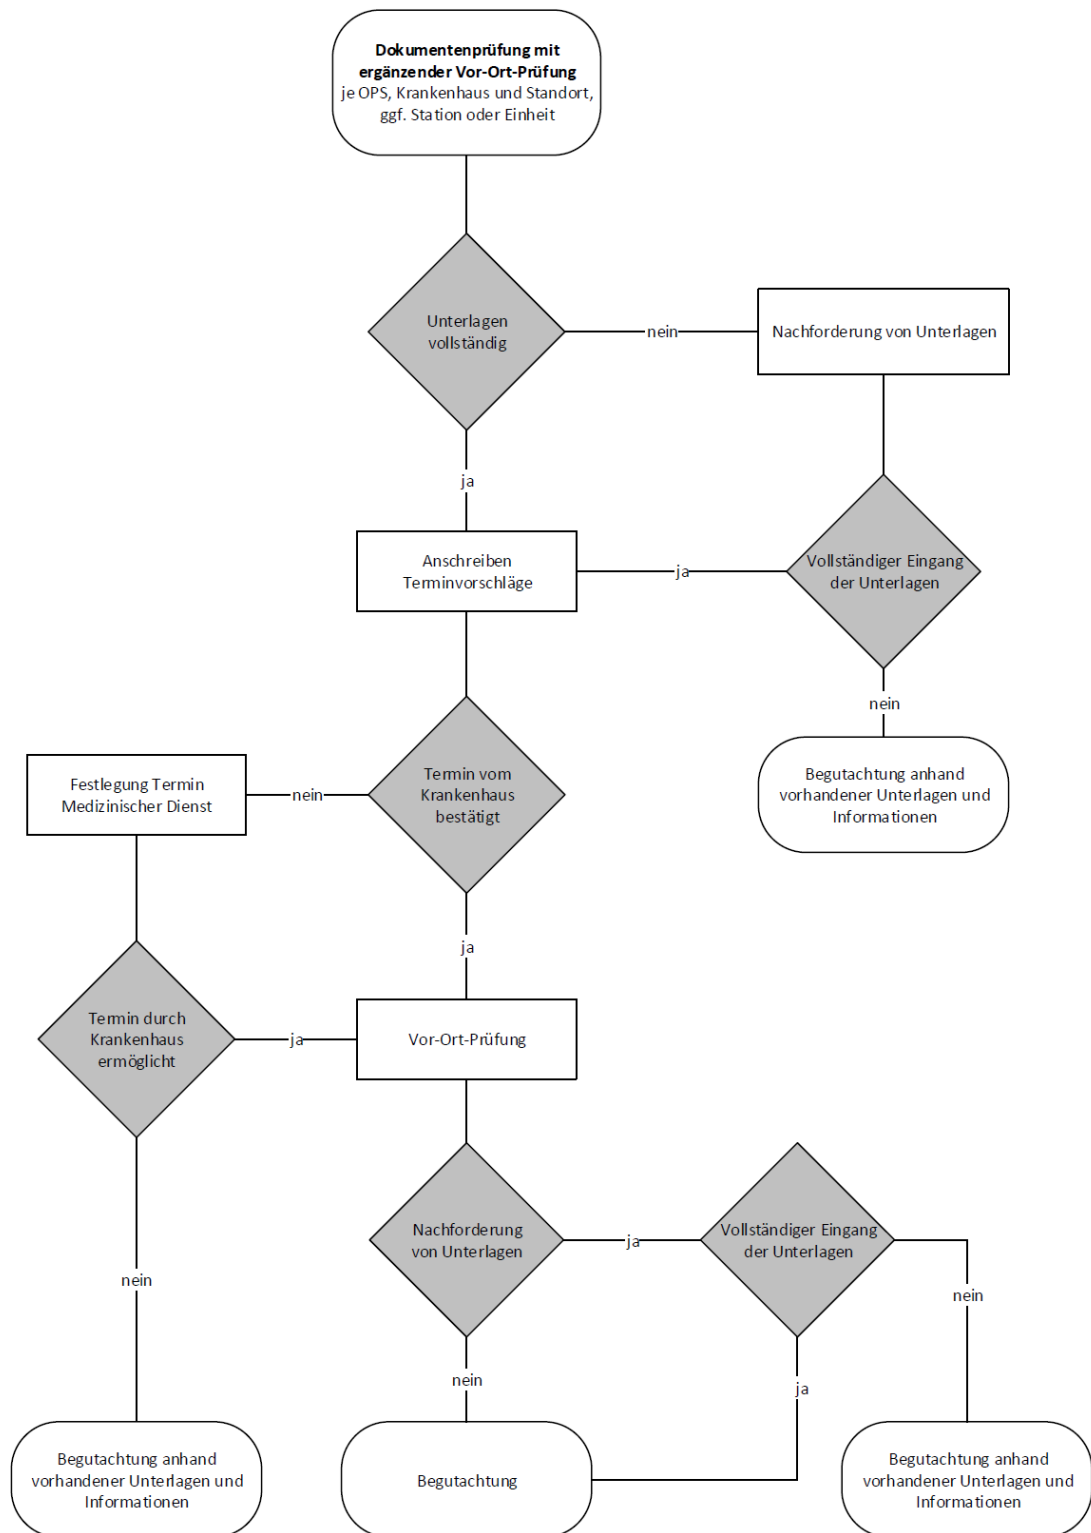 Dokumentenprüfung mit
ergänzender Vor-Ort-Prüfung
je OPS, Krankenhaus und Standort,
ggf. Station oder Einheit
Unterlagen
vollständig
nein
Nachforderung von Unterlagen
ja
Anschreiben
Terminvorschläge
ja
Vollständiger Eingang
der Unterlagen
nein
Begutachtung anhand
vorhandener Unterlagen und
Informationen
Festlegung Termin
Medizinischer Dienst
nein
Termin vom
Krankenhaus
bestätigt
ja
Termin durch
Krankenhaus
ermöglicht
ja
Vor-Ort-Prüfung
Nachforderung
von Unterlagen
ja
Vollständiger Eingang
der Unterlagen
nein
nein
nein
ja
Begutachtung anhand
vorhandener Unterlagen und
Informationen
Begutachtung
Begutachtung anhand
vorhandener Unterlagen und
Informationen